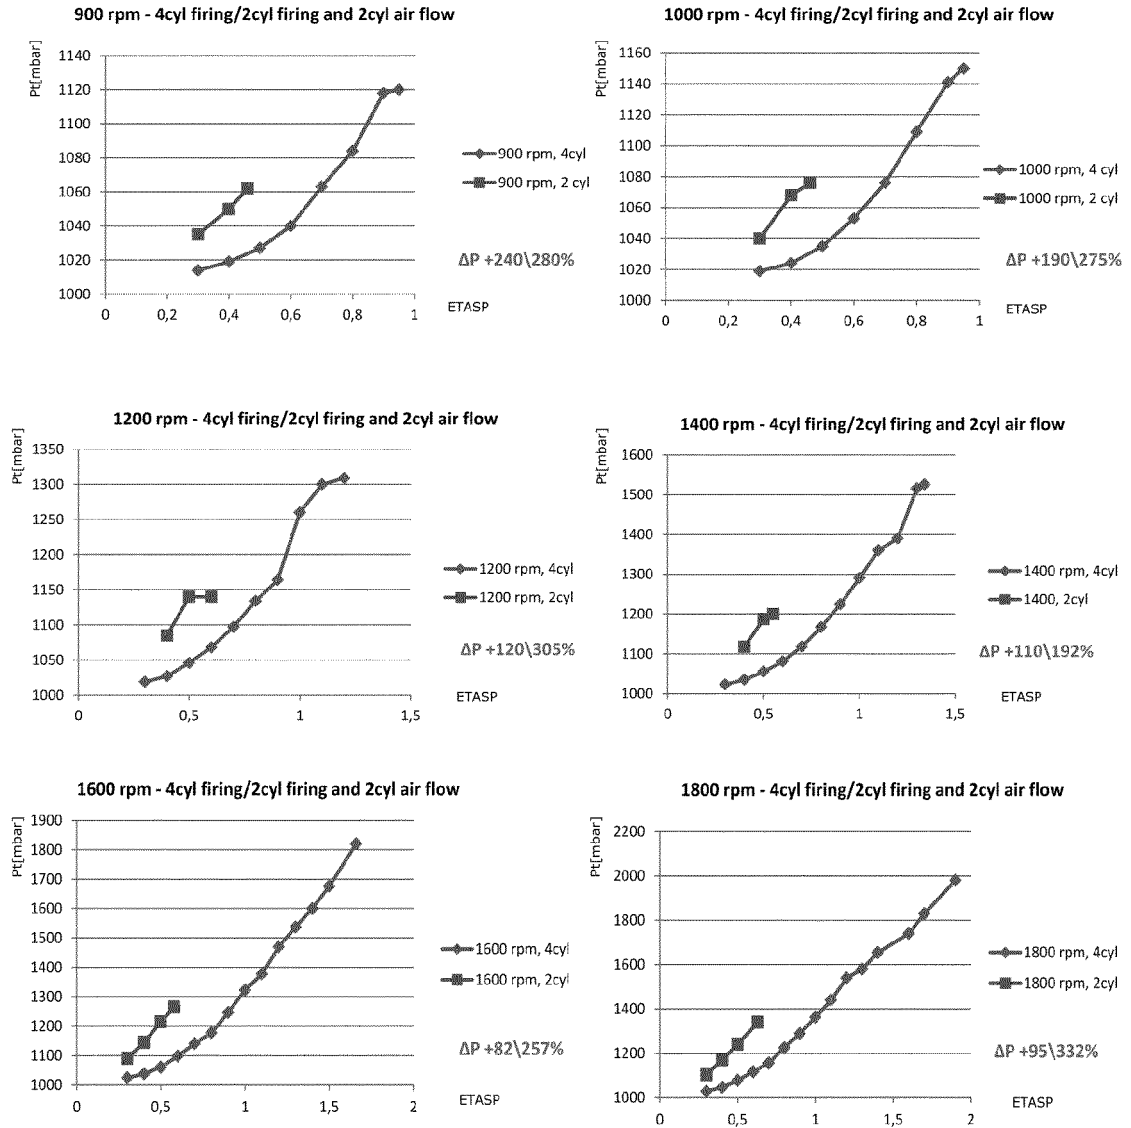 900 rpm - 4cyl firing/2cyl firing and 2cyl air flow
Pt[mbar]
1140
1120
1100
1080
1060
1040
1020
1000
0 0,2 0,4 0,6 0,8 1
900 rpm, 4cyl
900 rpm, 2 cyl
ΔP +240\280%
ETASP
1000 rpm - 4cyl firing/2cyl firing and 2cyl air flow
Pt[mbar]
1160
1140
1120
1100
1080
1060
1040
1020
1000
0 0,2 0,4 0,6 0,8 1
1000 rpm, 4 cyl
1000 rpm, 2 cyl
ΔP +190\275%
ETASP
1200 rpm - 4cyl firing/2cyl firing and 2cyl air flow
Pt[mbar]
1350
1300
1250
1200
1150
1100
1050
1000
0 0,5 1 1,5
1200 rpm, 4cyl
1200 rpm, 2cyl
ΔP +120\305%
ETASP
1400 rpm - 4cyl firing/2cyl firing and 2cyl air flow
Pt[mbar]
1600
1500
1400
1300
1200
1100
1000
0 0,5 1 1,5
1400 rpm, 4cyl
1400, 2cyl
ΔP +110\192%
ETASP
1600 rpm - 4cyl firing/2cyl firing and 2cyl air flow
Pt[mbar]
1900
1800
1700
1600
1500
1400
1300
1200
1100
1000
0 0,5 1 1,5 2
1600 rpm, 4cyl
1600 rpm, 2cyl
ΔP +82\257%
ETASP
1800 rpm - 4cyl firing/2cyl firing and 2cyl air flow
Pt[mbar]
2200
2000
1800
1600
1400
1200
1000
0 0,5 1 1,5 2
1800 rpm, 4cyl
1800 rpm, 2cyl
ΔP +95\332%
ETASP